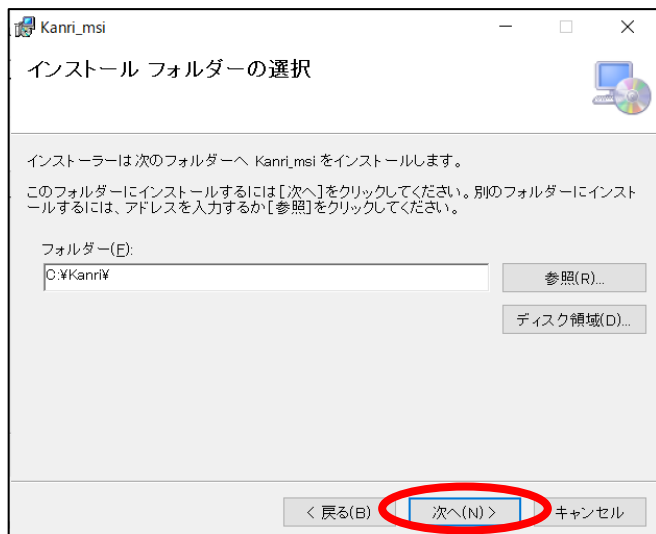 Kanri_msi
インストール フォルダーの選択
インストーラーは次のフォルダーへ Kanri_msi をインストールします。
このフォルダーにインストールするには[次へ]をクリックしてください。別のフォルダーにインスト
ールするには、アドレスを入力するか[参照]をクリックしてください。
フォルダー(F):
C:¥Kanri¥
参照(R)...
ディスク領域(D)...
< 戻る(B)
次へ(N) >
キャンセル